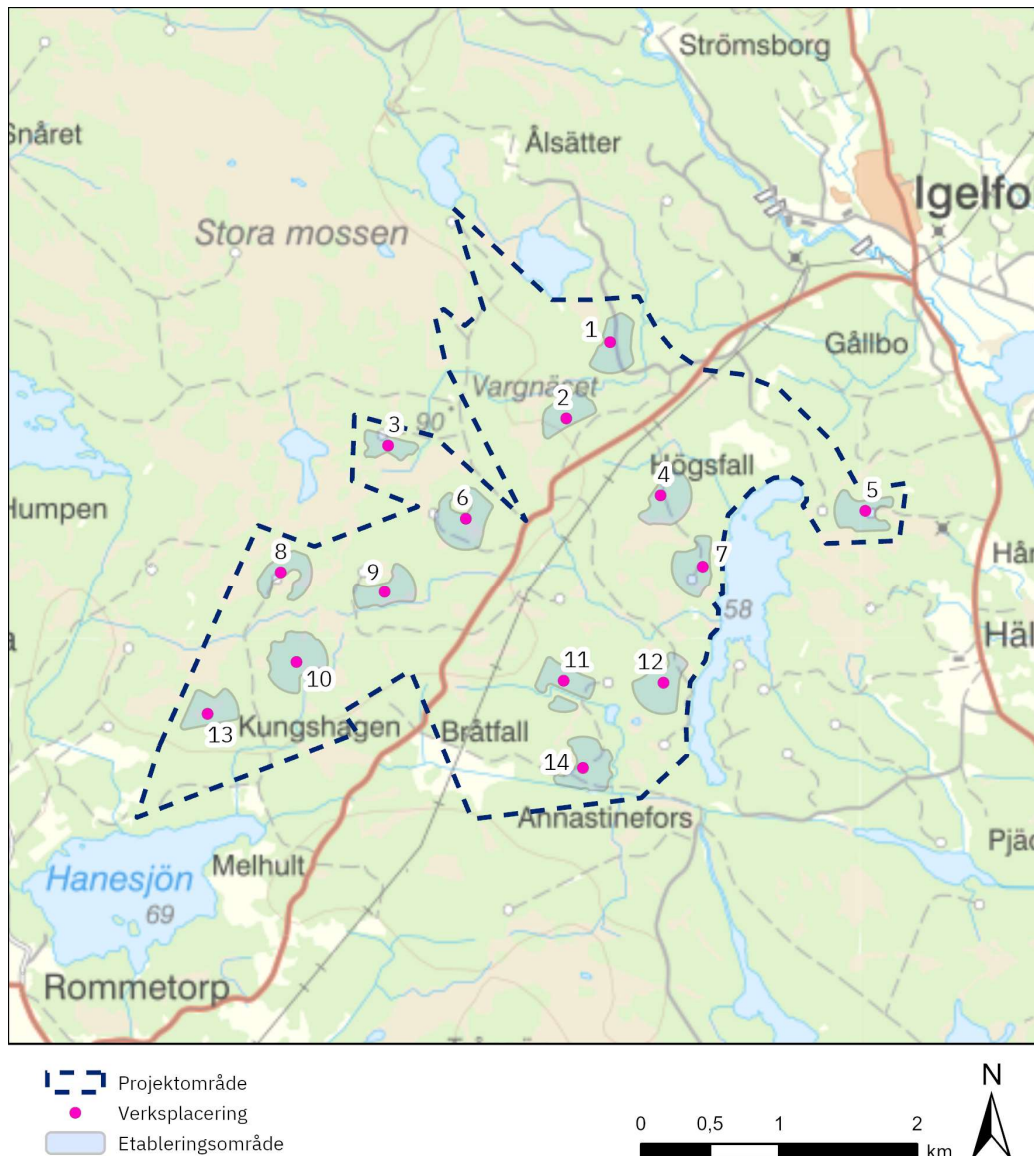 Strömsborg
Snåret
Ålsätter
Igelfo
Stora mossen
1
Gållbo
Vargnäset
2
3
90
Högsfall
4
5
Humpen
6
Hån
7
8
9
58
Häl
a
10
11
12
13
Kungshagen
Bråtfall
14
Annastinefors
Pjäc
Melhult
Hanesjön
69
Rommetorp
Projektområde
Verksplacering
Etableringsområde
N
0 0,5 1 2
km